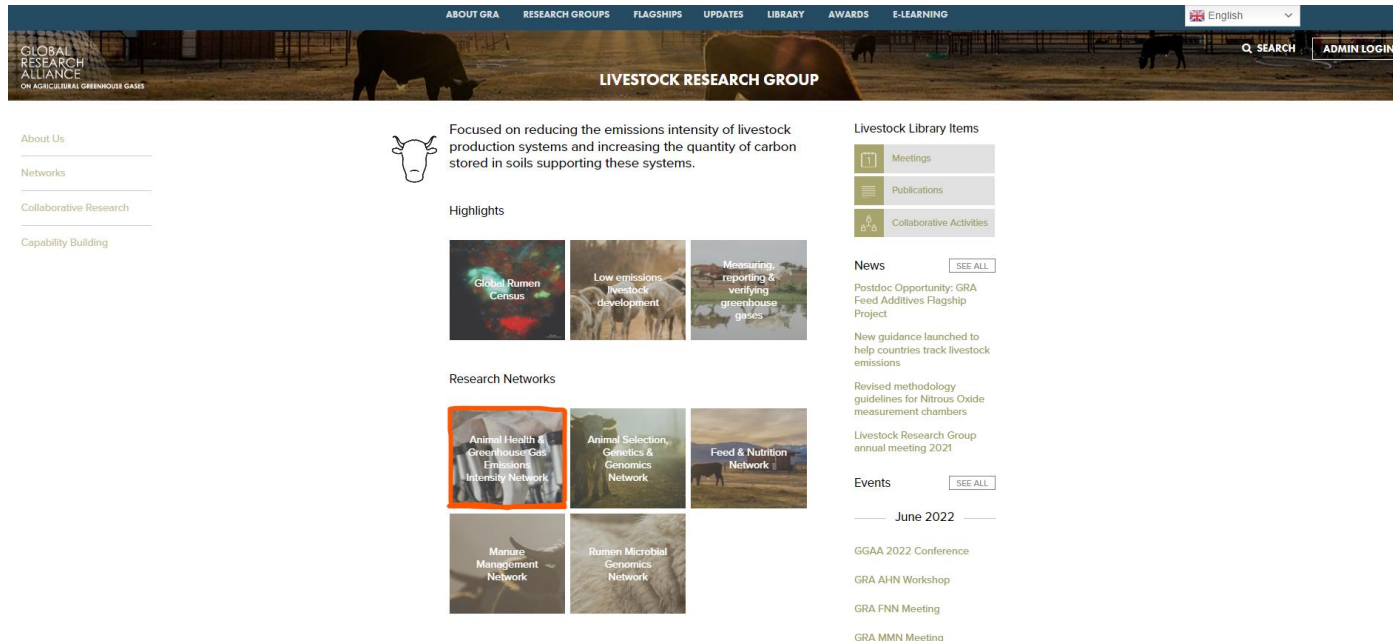 ABOUT GRA RESEARCH GROUPS FLAGSHIPS UPDATES LIBRARY AWARDS E-LEARNING
English
GLOBAL
RESEARCH
ALLIANCE
ON AGRICULTURAL GREENHOUSE GASES
LIVESTOCK RESEARCH GROUP
SEARCH
ADMIN LOGIN
About Us
Networks
Collaborative Research
Capability Building
Focused on reducing the emissions intensity of livestock
production systems and increasing the quantity of carbon
stored in soils supporting these systems.
Highlights
Global Rumen
Census
Low emissions
livestock
development
Measuring,
reporting &
verifying
greenhouse
gases
Research Networks
Animal Health &
Greenhouse Gas
Emissions
Intensity Network
Animal Selection,
Genetics &
Genomics
Network
Feed & Nutrition
Network
Manure
Management
Network
Rumen Microbial
Genomics
Network
Livestock Library Items
Meetings
Publications
Collaborative Activities
News
SEE ALL
Postdoc Opportunity: GRA
Feed Additives Flagship
Project
New guidance launched to
help countries track livestock
emissions
Revised methodology
guidelines for Nitrous Oxide
measurement chambers
Livestock Research Group
annual meeting 2021
Events
SEE ALL
June 2022
GGAA 2022 Conference
GRA AHN Workshop
GRA FNN Meeting
GRA MMN Meeting